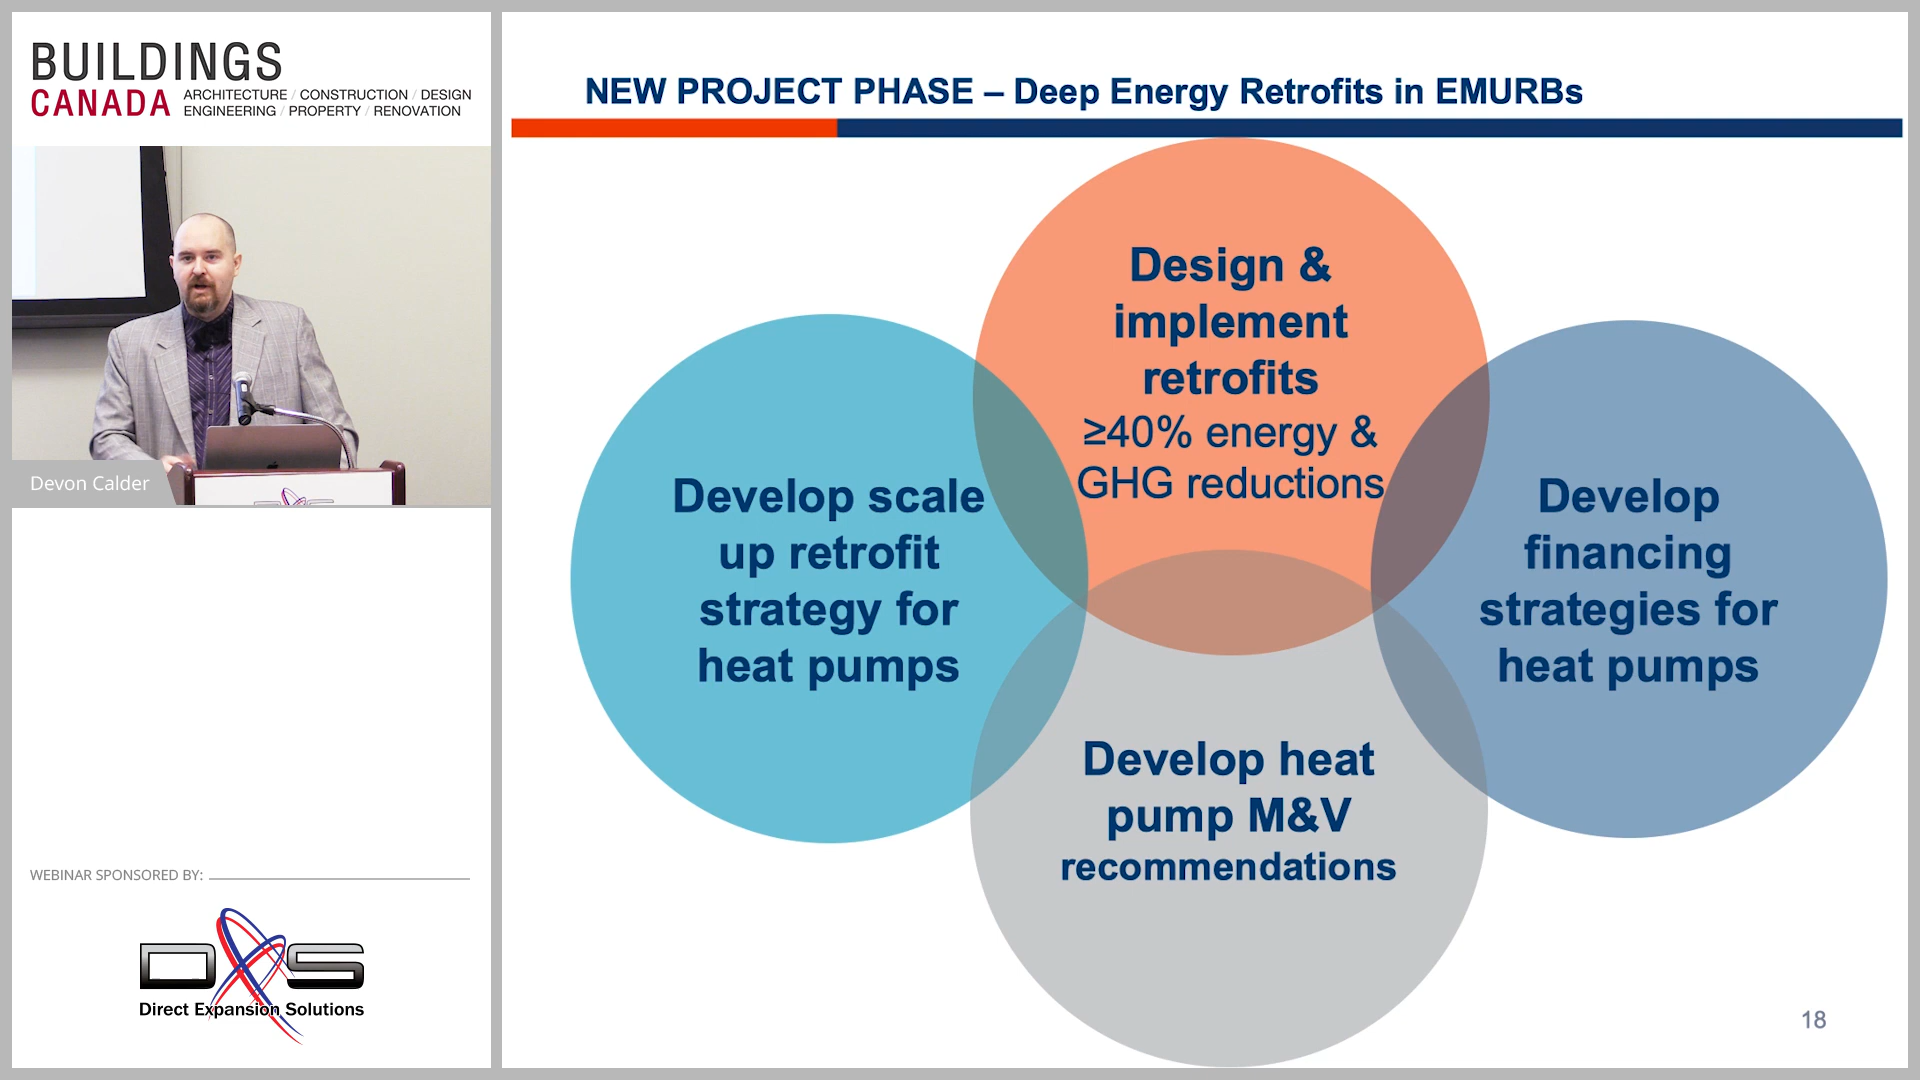 BUILDINGS
CANADA
ARCHITECTURE / CONSTRUCTION / DESIGN
ENGINEERING / PROPERTY / RENOVATION
Devon Calder
WEBINAR SPONSORED BY:
DXS
Direct Expansion Solutions
NEW PROJECT PHASE – Deep Energy Retrofits in EMURBs
Design &
implement
retrofits
≥40% energy &
GHG reductions
Develop scale
up retrofit
strategy for
heat pumps
Develop
financing
strategies for
heat pumps
Develop heat
pump M&V
recommendations
18